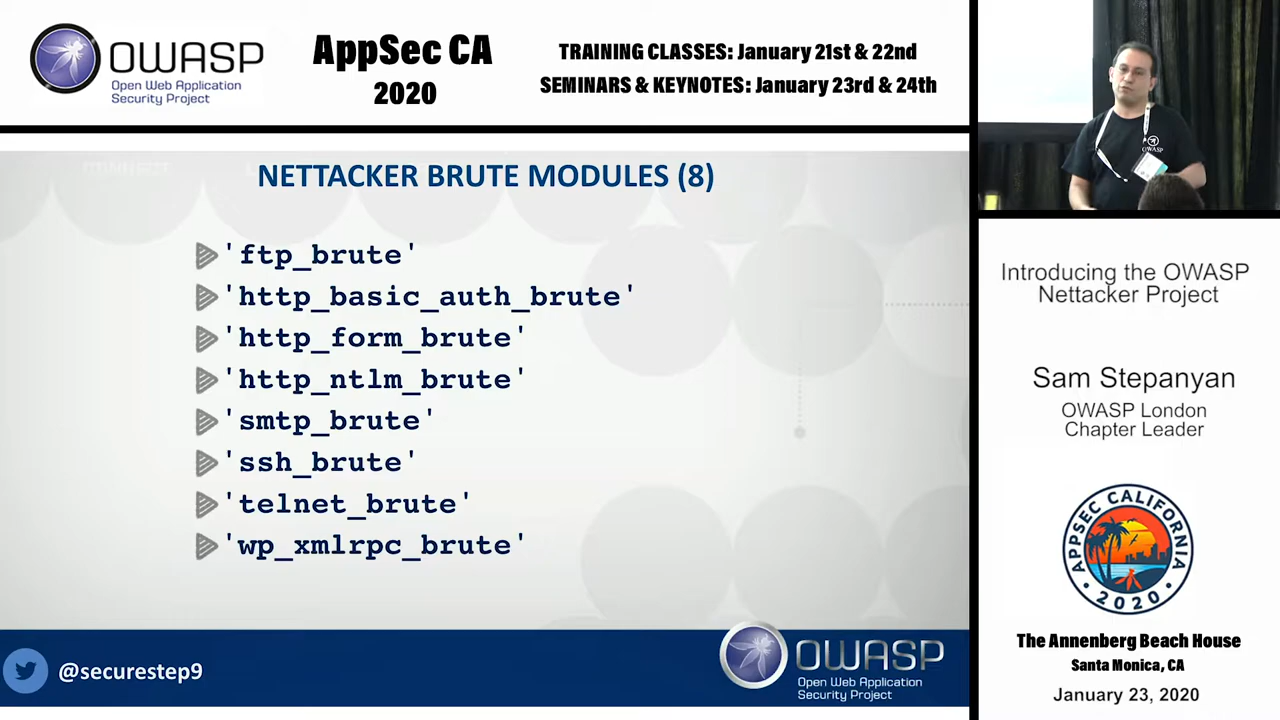 OWASP
Open Web Application
Security Project
AppSec CA
2020
TRAINING CLASSES: January 21st & 22nd
SEMINARS & KEYNOTES: January 23rd & 24th
NETTACKER BRUTE MODULES (8)
'ftp_brute'
'http_basic_auth_brute'
'http_form_brute'
'http_ntlm_brute'
'smtp_brute'
'ssh_brute'
'telnet_brute'
'wp_xmlrpc_brute'
@securestep9
OWASP
Open Web Application
Security Project
OWASP
Introducing the OWASP
Nettacker Project
Sam Stepanyan
OWASP London
Chapter Leader
APPSEC CALIFORNIA
2020
The Annenberg Beach House
Santa Monica, CA
January 23, 2020